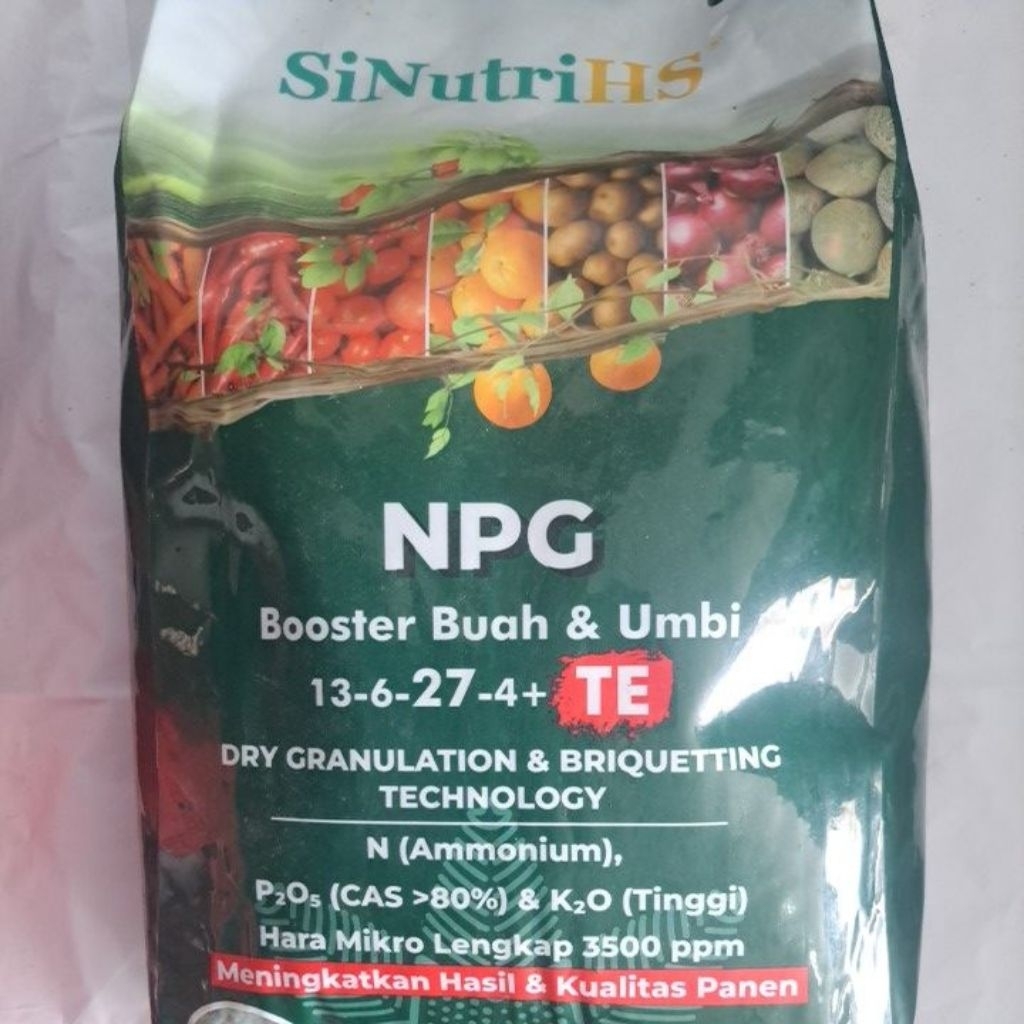 SiNutriHS
NPG
Booster Buah & Umbi
13-6-27-4+ TE
DRY GRANULATION & BRIQUETTING
TECHNOLOGY
N (Ammonium),
P₂O₅ (CAS >80%) & K₂O (Tinggi)
Hara Mikro Lengkap 3500 ppm
Meningkatkan Hasil & Kualitas Panen